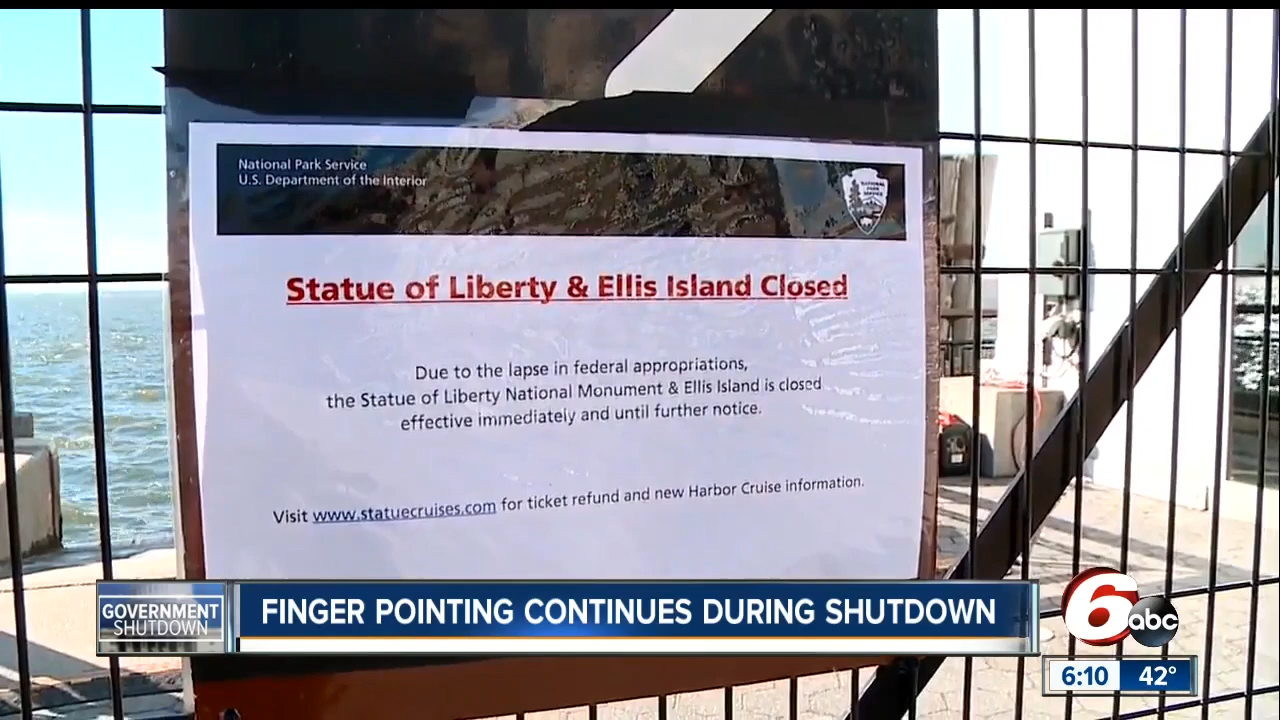 National Park Service
U.S. Department of the Interior
NATIONAL
PARK
SERVICE
Statue of Liberty & Ellis Island Closed
Due to the lapse in federal appropriations,
the Statue of Liberty National Monument & Ellis Island is closed
effective immediately and until further notice.
Visit www.statuecruises.com for ticket refund and new Harbor Cruise information.
GOVERNMENT
SHUTDOWN
FINGER POINTING CONTINUES DURING SHUTDOWN
6 abc
6:10 42°